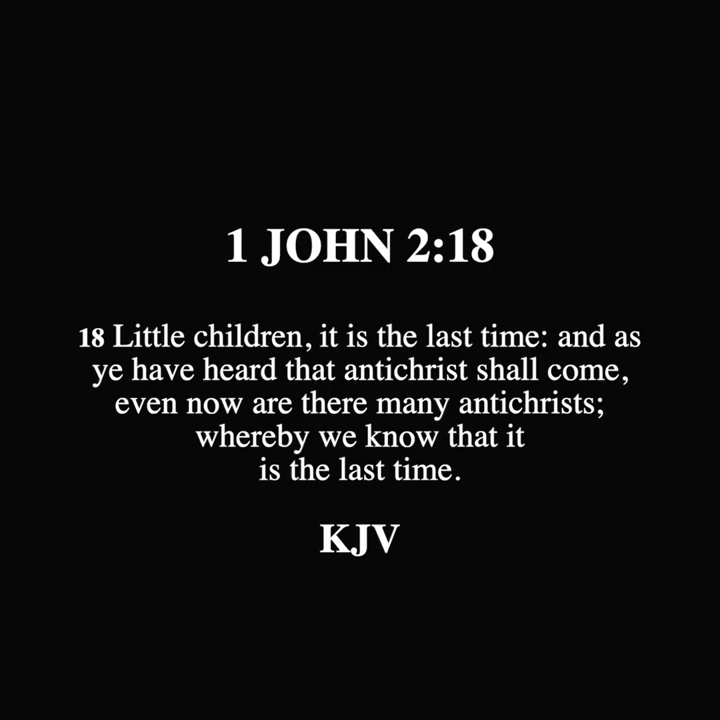 1 JOHN 2:18
18 Little children, it is the last time: and as
ye have heard that antichrist shall come,
even now are there many antichrists;
whereby we know that it
is the last time.
KJV